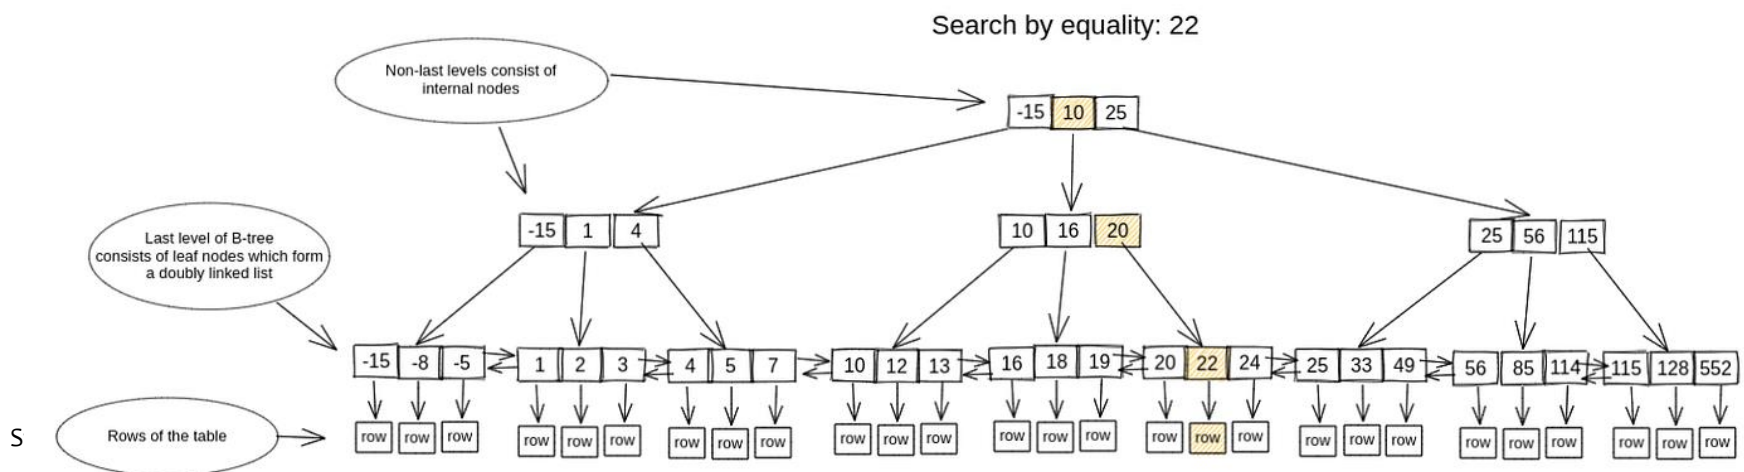 Search by equality: 22
Non-last levels consist of
internal nodes
-15 10 25
Last level of B-tree
consists of leaf nodes which form
a doubly linked list
-15 1 4
10 16 20
25 56 115
-15 -8 -5
1 2 3
4 5 7
10 12 13
16 18 19
20 22 24
25 33 49
56 85 114
115 128 552
S
Rows of the table
row row row
row row row
row row row
row row row
row row row
row row row
row row row
row row row
row row row